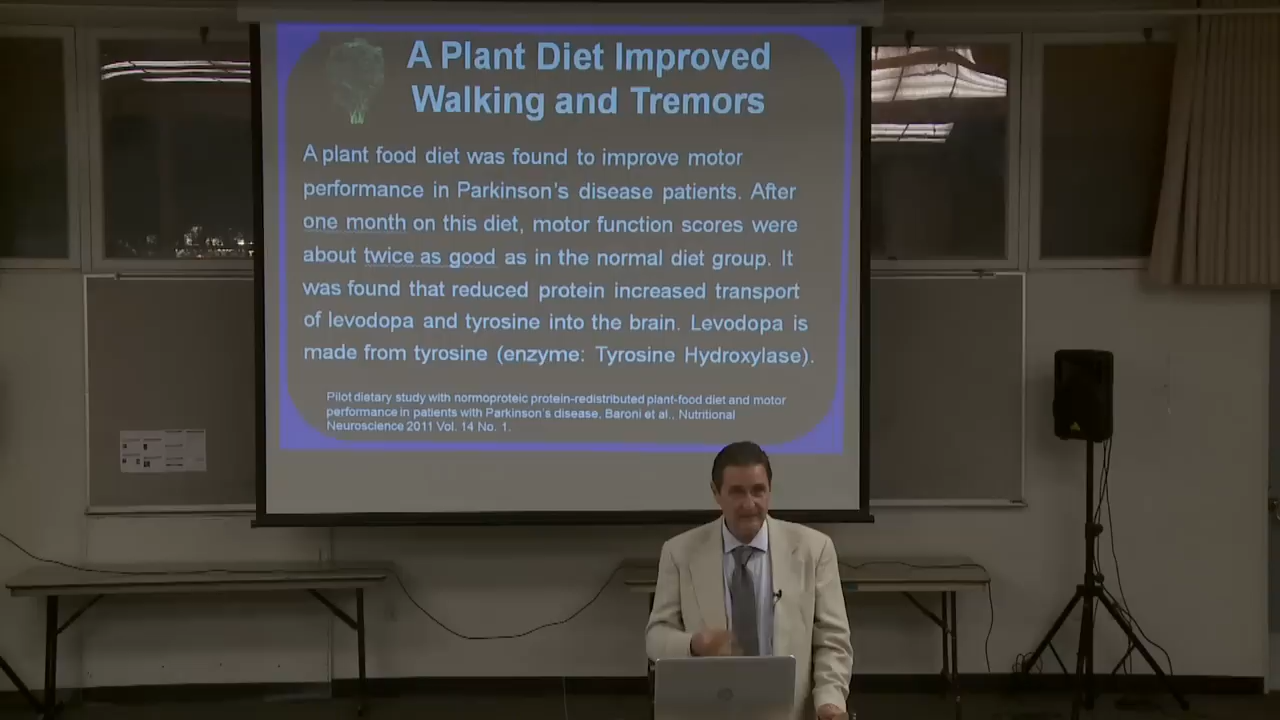 A Plant Diet Improved
Walking and Tremors
A plant food diet was found to improve motor
performance in Parkinson's disease patients. After
one month on this diet, motor function scores were
about twice as good as in the normal diet group. It
was found that reduced protein increased transport
of levodopa and tyrosine into the brain. Levodopa is
made from tyrosine (enzyme: Tyrosine Hydroxylase).
Pilot dietary study with normoproteic protein-redistributed plant-food diet and motor
performance in patients with Parkinson's disease, Baroni et al., Nutritional
Neuroscience 2011 Vol. 14 No. 1.